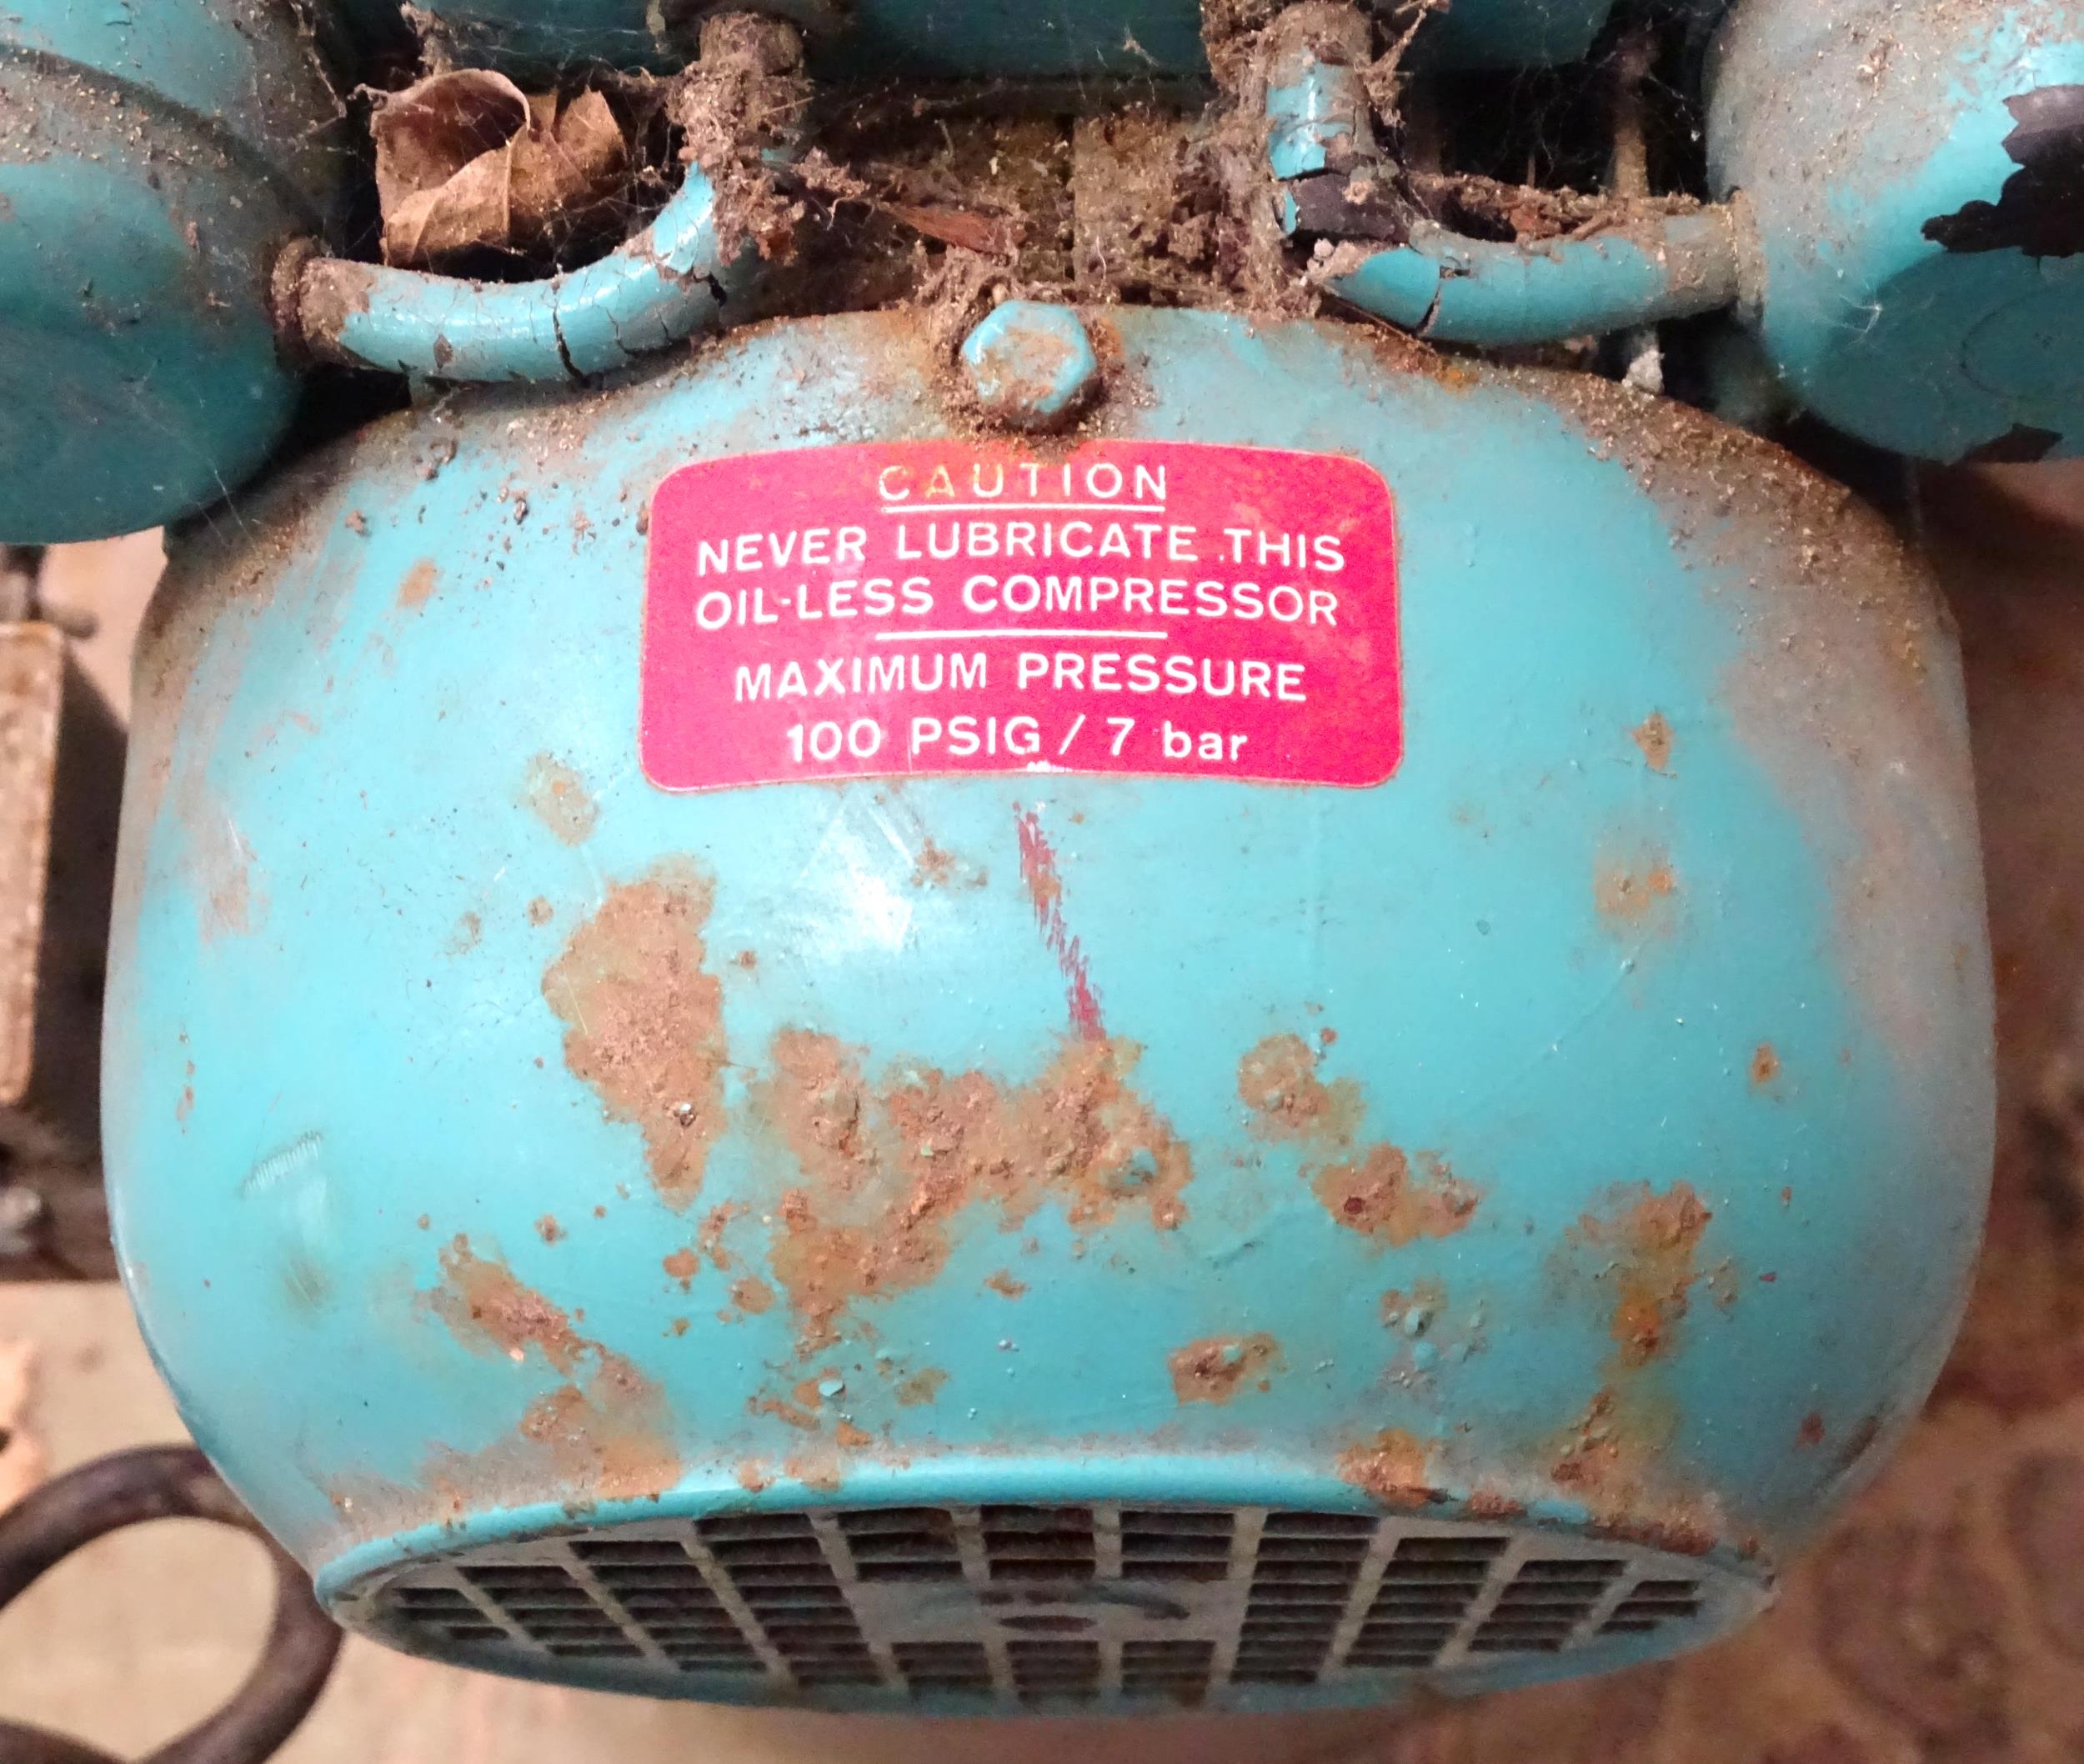 CAUTION
NEVER LUBRICATE THIS
OIL-LESS COMPRESSOR
MAXIMUM PRESSURE
100 PSIG / 7 bar